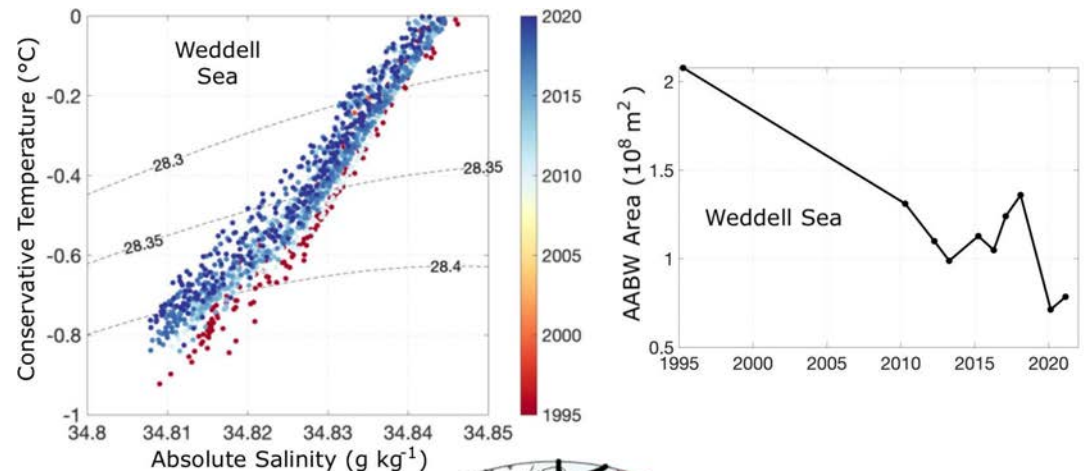 Weddell
Sea
0
-0.2
-0.4
-0.6
-0.8
-1
Conservative Temperature (°C)
28.3
28.35
28.35
28.4
34.8 34.81 34.82 34.83 34.84 34.85
Absolute Salinity (g kg⁻¹)
2020
2015
2010
2005
2000
1995
AABW Area (10⁸ m²)
2
1.5
1
0.5
Weddell Sea
1995 2000 2005 2010 2015 2020